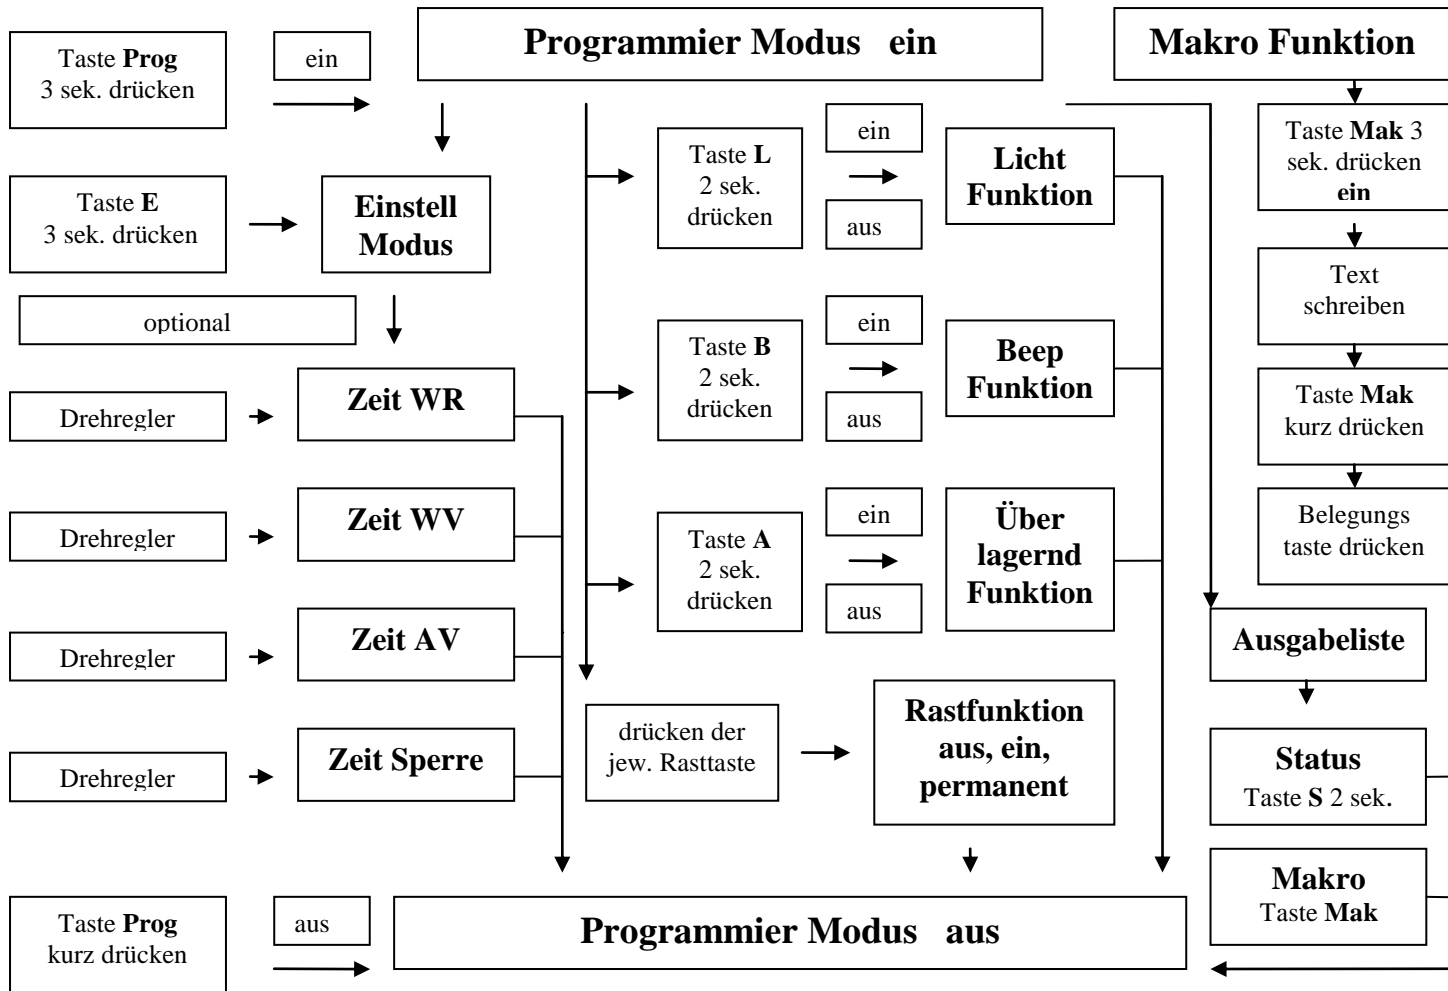 Taste Prog
3 sek. drücken
ein
Programmier Modus ein
Makro Funktion
Taste E
3 sek. drücken
Einstell
Modus
optional
Drehregler
Zeit WR
Drehregler
Zeit WV
Drehregler
Zeit AV
Drehregler
Zeit Sperre
Taste L
2 sek.
drücken
ein
aus
Licht
Funktion
Taste B
2 sek.
drücken
ein
aus
Beep
Funktion
Taste A
2 sek.
drücken
ein
aus
Über
lagernd
Funktion
drücken der
jew. Rasttaste
Rastfunktion
aus, ein,
permanent
Taste Mak 3
sek. drücken
ein
Text
schreiben
Taste Mak
kurz drücken
Belegungs
taste drücken
Ausgabeliste
Status
Taste S 2 sek.
Makro
Taste Mak
Taste Prog
kurz drücken
aus
Programmier Modus aus